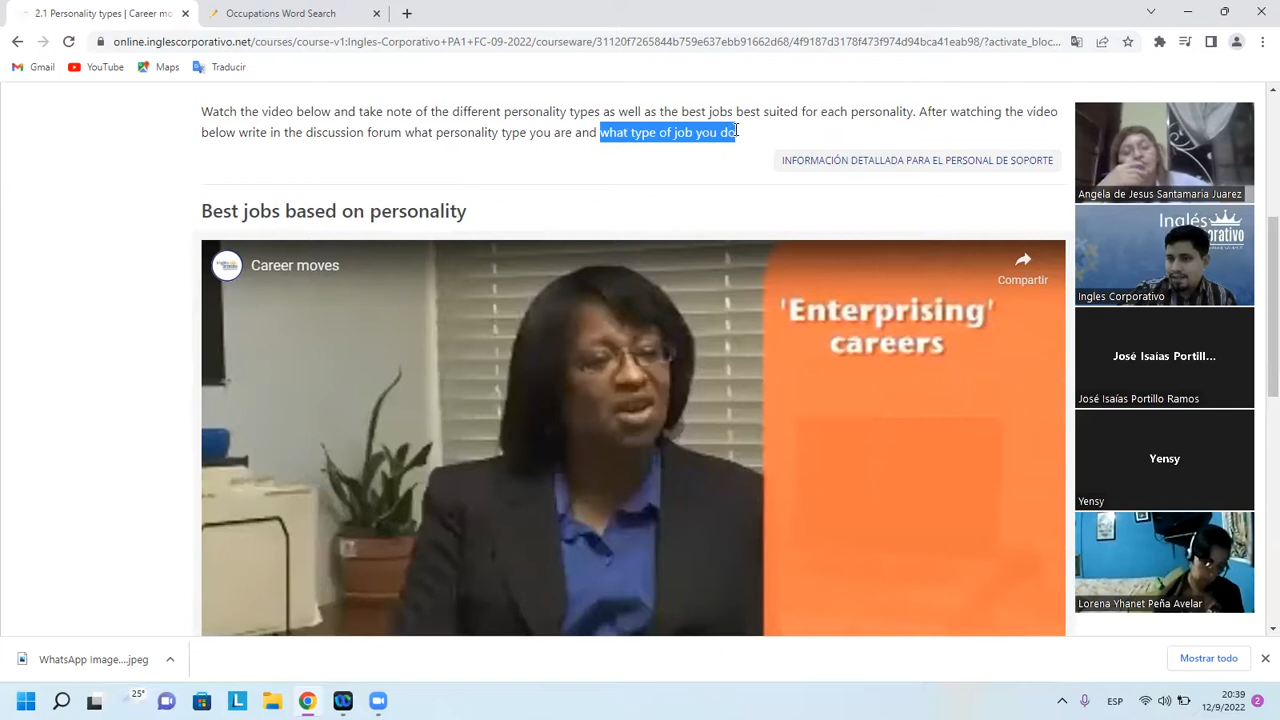 2.1 Personality types | Career mo
Occupations Word Search
online.inglescorporativo.net/courses/course-v1:Ingles-Corporativo+PA1+FC-09-2022/courseware/31120f7265844b759e637ebb91662d68/4f9187d3178f473f974d94bca41eab98/?activate_bloc...
Gmail
YouTube
Maps
Traducir
Watch the video below and take note of the different personality types as well as the best jobs best suited for each personality. After watching the video
below write in the discussion forum what personality type you are and what type of job you do
INFORMACIÓN DETALLADA PARA EL PERSONAL DE SOPORTE
Best jobs based on personality
Career moves
Compartir
'Enterprising'
careers
Angela de Jesus Santamaria Juarez
Inglés
Ingles Corporativo
José Isaías Portill...
José Isaías Portillo Ramos
Yensy
Yensy
Lorena Yhanet Peña Avelar
WhatsApp Image....jpeg
Mostrar todo
25°
ESP
20:39
12/9/2022
2